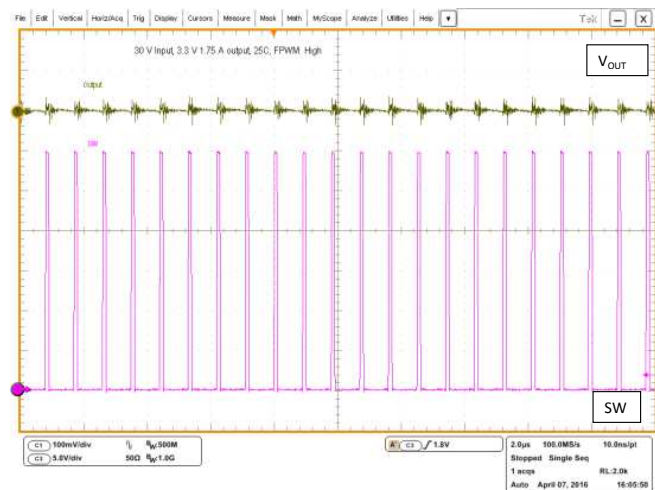 File Edit Vertical Horiz/Acq Trig Display Cursors Measure Mask Math MyScope Analyze Utilities Help Tek X
30 V Input, 3.3 V 1.75 A output, 25C, FPWM High
VOUT
Output
SW
SW
C1 100mV/div BW:500M
C3 5.0V/div 50Ω BW:1.0G
A' C3 1.8V
2.0μs 100.0MS/s 10.0ns/pt
Stopped Single Seq
1 acqs RL:2.0k
Auto April 07, 2016 16:05:58